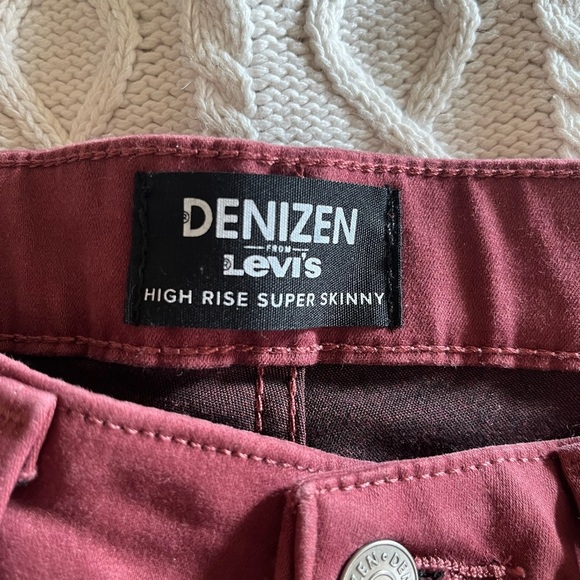 DENIZEN
FROM
Levi's
HIGH RISE SUPER SKINNY